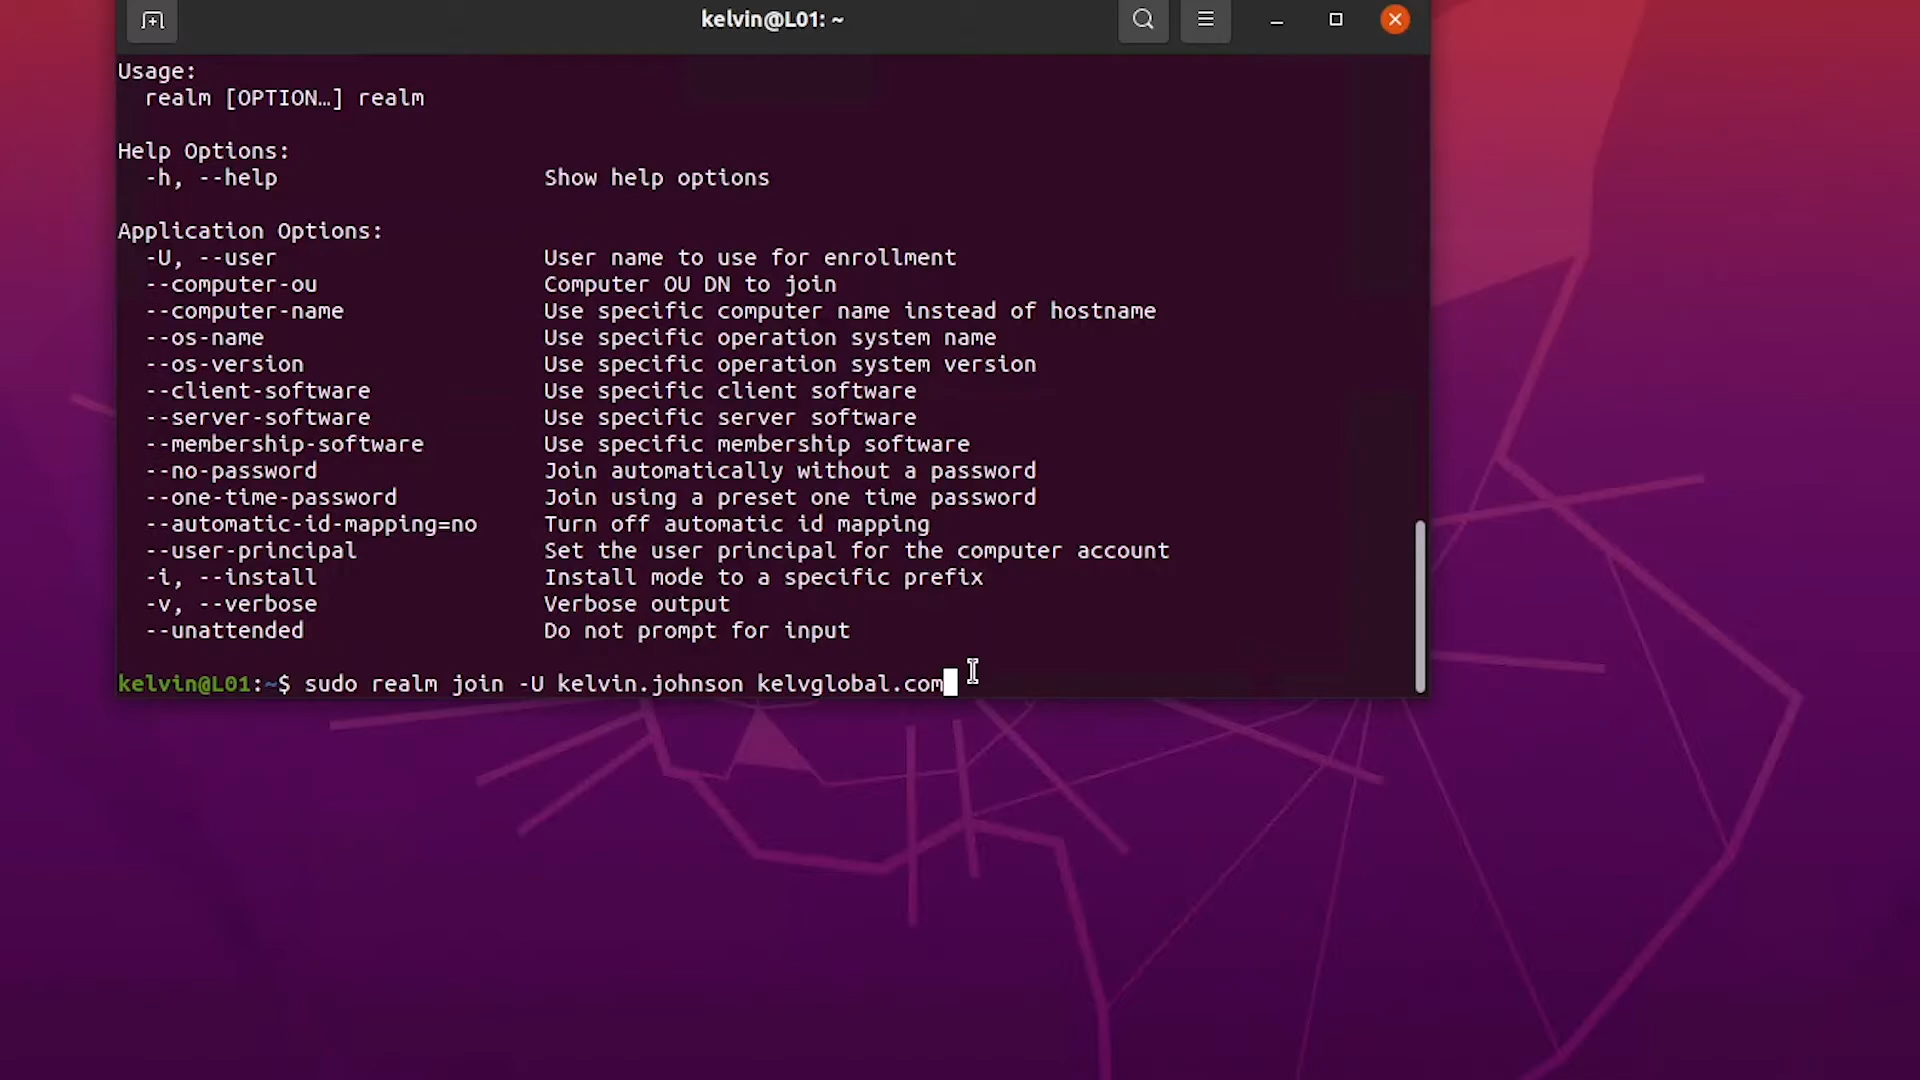 kelvin@L01: ~
Usage:
realm [OPTION…] realm
Help Options:
-h, --help Show help options
Application Options:
-U, --user User name to use for enrollment
--computer-ou Computer OU DN to join
--computer-name Use specific computer name instead of hostname
--os-name Use specific operation system name
--os-version Use specific operation system version
--client-software Use specific client software
--server-software Use specific server software
--membership-software Use specific membership software
--no-password Join automatically without a password
--one-time-password Join using a preset one time password
--automatic-id-mapping=no Turn off automatic id mapping
--user-principal Set the user principal for the computer account
-i, --install Install mode to a specific prefix
-v, --verbose Verbose output
--unattended Do not prompt for input
kelvin@L01:~$ sudo realm join -U kelvin.johnson kelvglobal.com